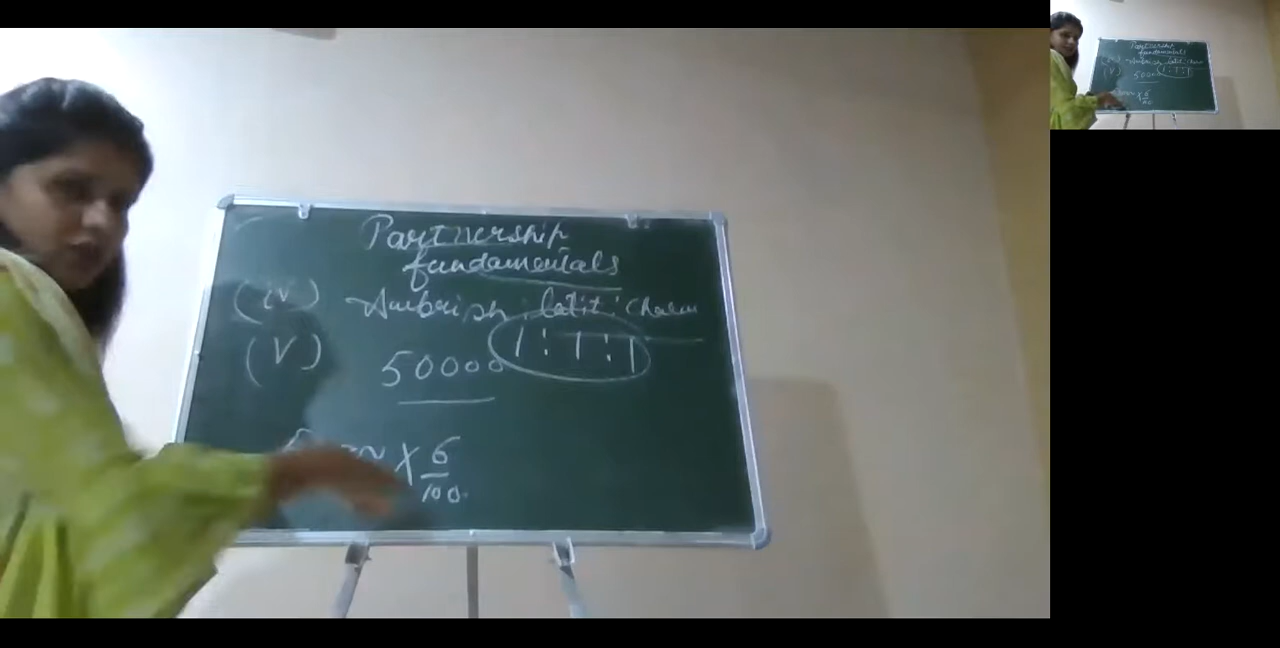 Partnership
fundamentals
(iv) Ambrish : Lalit : Charu
(V) 50000 1 : 1 : 1
X 6
100